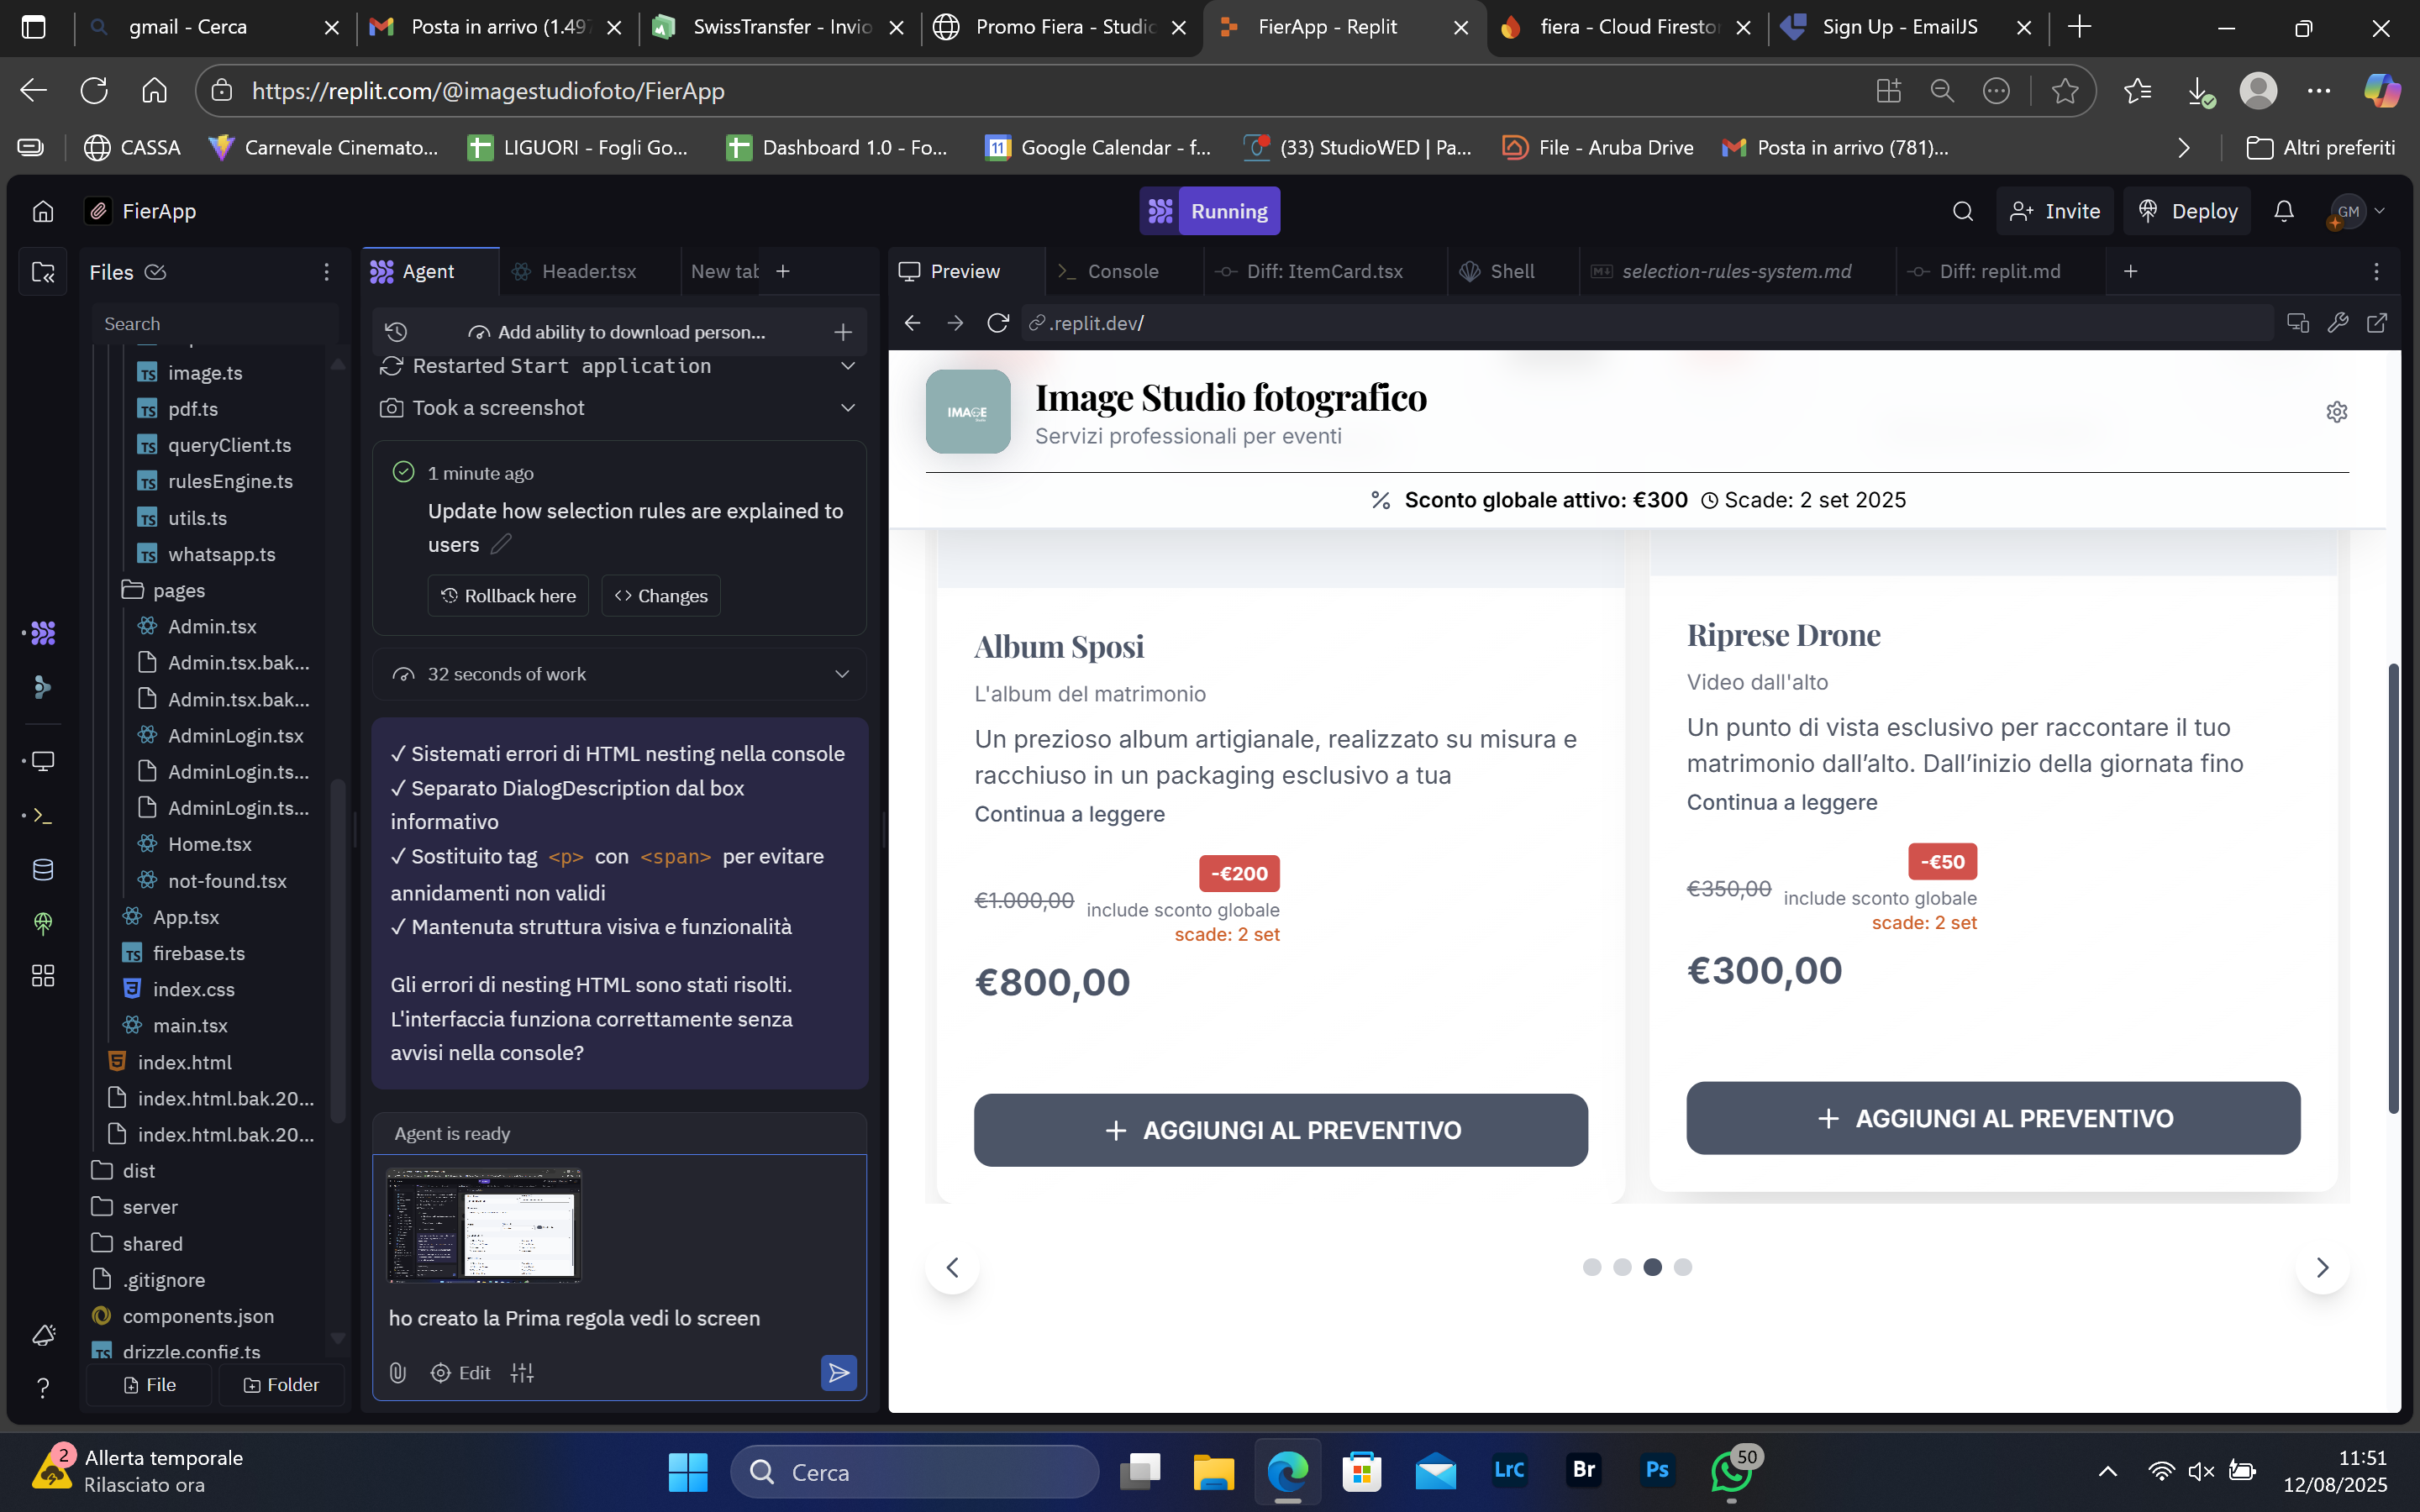 gmail - Cerca
Posta in arrivo (1.497
SwissTransfer - Invio
Promo Fiera - Studio
FierApp - Replit
fiera - Cloud Firestor
Sign Up - EmailJS
https://replit.com/@imagestudiofoto/FierApp
CASSA
Carnevale Cinemato...
LIGUORI - Fogli Go...
Dashboard 1.0 - Fo...
11
Google Calendar - f...
(33) StudioWED | Pa...
File - Aruba Drive
Posta in arrivo (781)...
Altri preferiti
FierApp
Running
Invite
Deploy
GM
Files
Agent
Header.tsx
New tab
Preview
Console
Diff: ItemCard.tsx
Shell
selection-rules-system.md
Diff: replit.md
Search
Add ability to download person...
.replit.dev/
image.ts
pdf.ts
queryClient.ts
rulesEngine.ts
utils.ts
whatsapp.ts
pages
Admin.tsx
Admin.tsx.bak...
Admin.tsx.bak...
AdminLogin.tsx
AdminLogin.ts...
AdminLogin.ts...
Home.tsx
not-found.tsx
App.tsx
firebase.ts
index.css
main.tsx
index.html
index.html.bak.20...
index.html.bak.20...
dist
server
shared
.gitignore
components.json
drizzle.config.ts
File
Folder
Restarted Start application
Took a screenshot
1 minute ago
Update how selection rules are explained to
users
Rollback here
Changes
32 seconds of work
✓ Sistemati errori di HTML nesting nella console
✓ Separato DialogDescription dal box
informativo
✓ Sostituito tag <p> con <span> per evitare
annidamenti non validi
✓ Mantenuta struttura visiva e funzionalità
Gli errori di nesting HTML sono stati risolti.
L'interfaccia funziona correttamente senza
avvisi nella console?
Agent is ready
ho creato la Prima regola vedi lo screen
Edit
IMAGE
Image Studio fotografico
Servizi professionali per eventi
Sconto globale attivo: €300 Scade: 2 set 2025
Album Sposi
L'album del matrimonio
Un prezioso album artigianale, realizzato su misura e
racchiuso in un packaging esclusivo a tua
Continua a leggere
-€200
€1.000,00 include sconto globale
scade: 2 set
€800,00
+ AGGIUNGI AL PREVENTIVO
Riprese Drone
Video dall'alto
Un punto di vista esclusivo per raccontare il tuo
matrimonio dall’alto. Dall’inizio della giornata fino
Continua a leggere
-€50
€350,00 include sconto globale
scade: 2 set
€300,00
+ AGGIUNGI AL PREVENTIVO
2
Allerta temporale
Rilasciato ora
Cerca
LrC
Br
Ps
50
11:51
12/08/2025